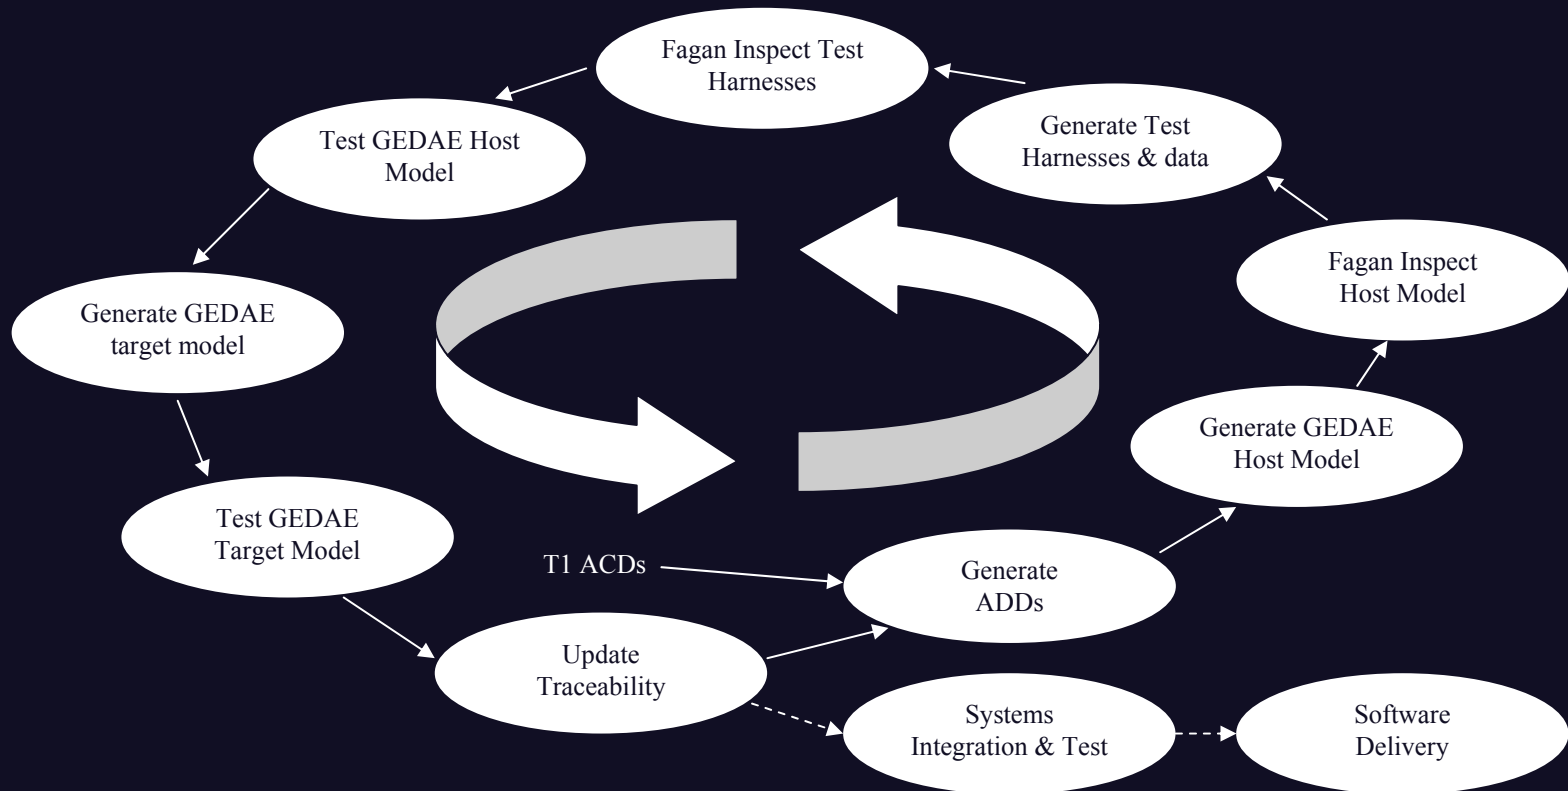 Fagan Inspect Test
Harnesses
Generate Test
Harnesses & data
Test GEDAE Host
Model
Fagan Inspect
Host Model
Generate GEDAE
target model
Generate GEDAE
Host Model
Test GEDAE
Target Model
T1 ACDs
Generate
ADDs
Update
Traceability
Systems
Integration & Test
Software
Delivery